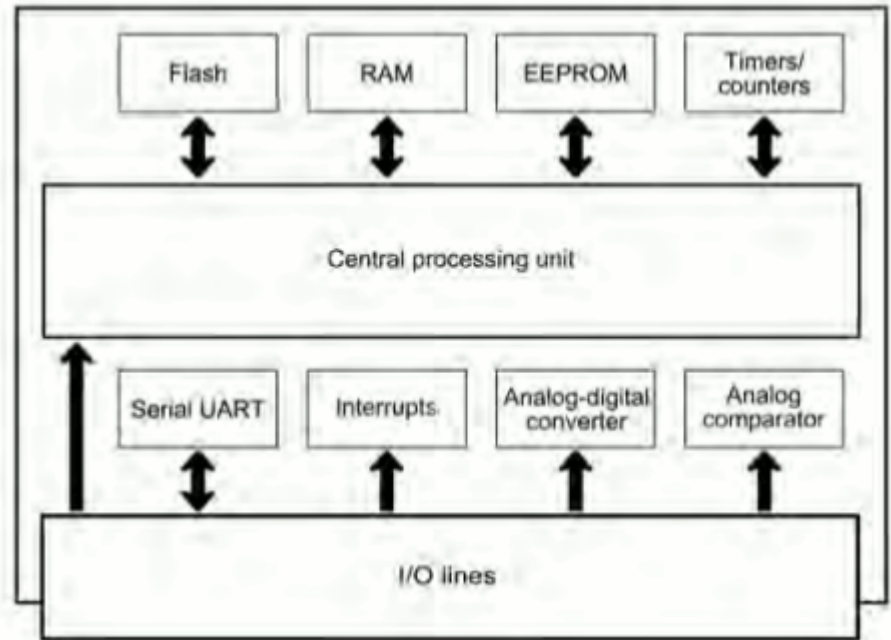 Flash
RAM
EEPROM
Timers/
counters
Central processing unit
Serial UART
Interrupts
Analog-digital
converter
Analog
comparator
I/O lines